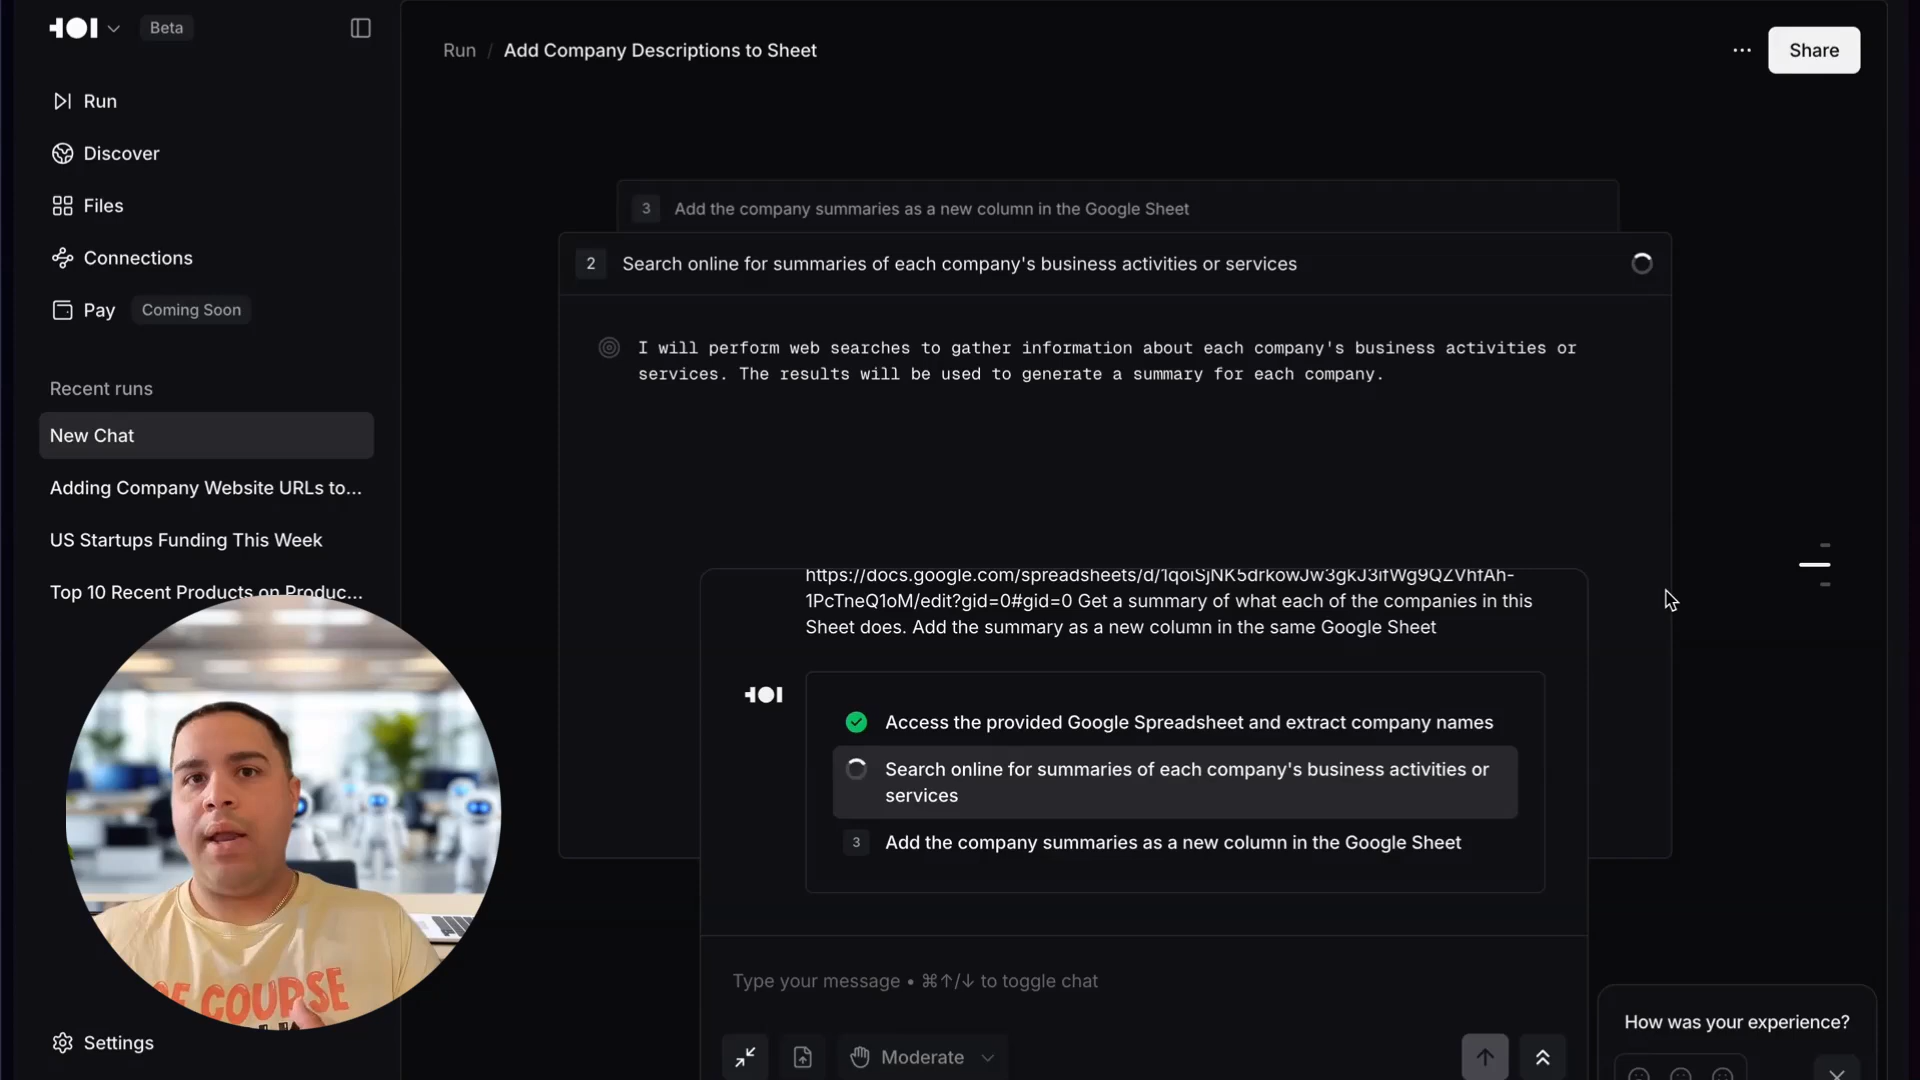 Beta
Run
Discover
Files
Connections
Pay
Coming Soon
Recent runs
New Chat
Adding Company Website URLs to...
US Startups Funding This Week
Top 10 Recent Products on Produc...
Settings
Run / Add Company Descriptions to Sheet
Share
3 Add the company summaries as a new column in the Google Sheet
2 Search online for summaries of each company's business activities or services
I will perform web searches to gather information about each company's business activities or
services. The results will be used to generate a summary for each company.
https://docs.google.com/spreadsheets/d/1qoiSjNK5drkowJw3gkJ3ifWg9QZVhfAh-
1PcTneQ1oM/edit?gid=0#gid=0 Get a summary of what each of the companies in this
Sheet does. Add the summary as a new column in the same Google Sheet
Access the provided Google Spreadsheet and extract company names
Search online for summaries of each company's business activities or
services
3 Add the company summaries as a new column in the Google Sheet
Type your message • ⌘↑/↓ to toggle chat
Moderate
How was your experience?
OF COURSE